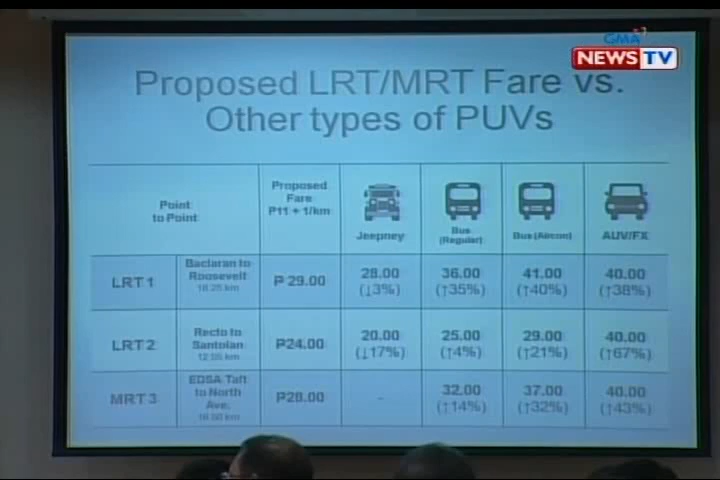 GMA
NEWS TV
Proposed LRT/MRT Fare vs.
Other types of PUVs
Point
to Point
Proposed
Fare
P11 + 1/km
Jeepney
Bus
(Regular)
Bus (Aircon)
AUV/FX
LRT 1
Baclaran to
Roosevelt
₱ 29.00
28.00
(↓3%)
36.00
(↑35%)
41.00
(↑40%)
40.00
(↑38%)
LRT 2
Recto to
Santolan
₱24.00
20.00
(↓17%)
25.00
(↑4%)
29.00
(↑21%)
40.00
(↑67%)
MRT 3
EDSA Taft
to North
Ave.
₱28.00
-
32.00
(↑14%)
37.00
(↑32%)
40.00
(↑43%)